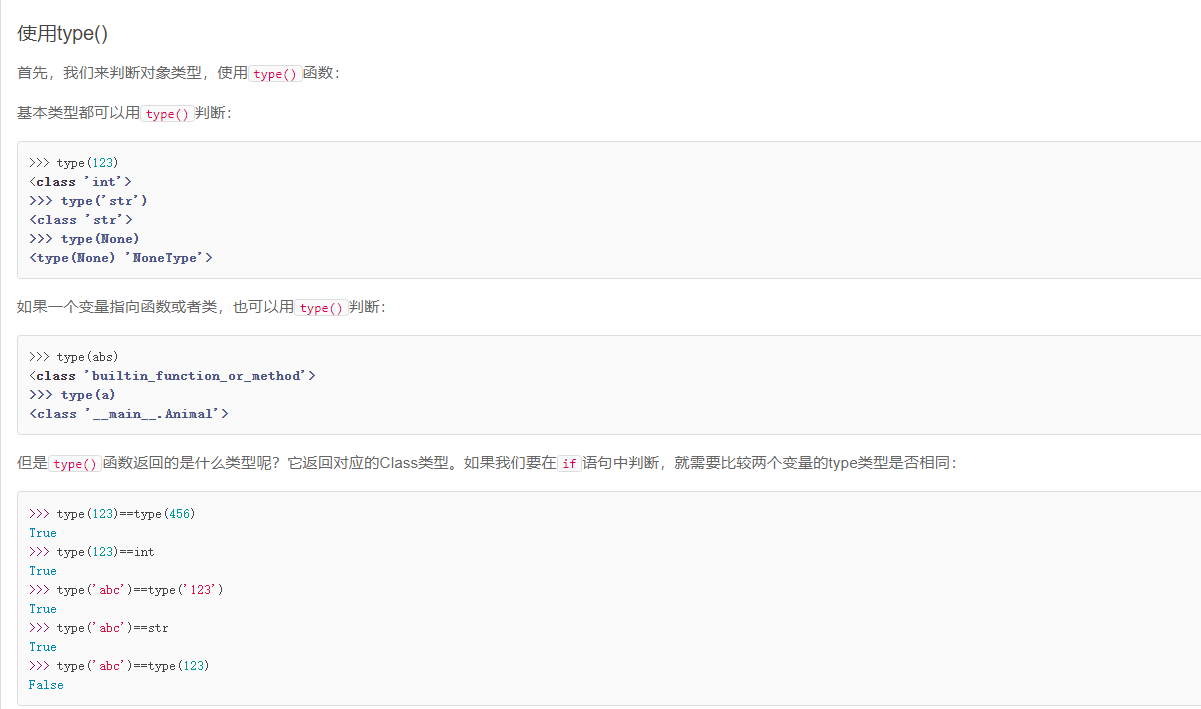 使用type()
首先，我们来判断对象类型，使用type()函数：
基本类型都可以用type()判断：
>>> type(123)
<class 'int'>
>>> type('str')
<class 'str'>
>>> type(None)
<type(None) 'NoneType'>
如果一个变量指向函数或者类，也可以用type()判断：
>>> type(abs)
<class 'builtin_function_or_method'>
>>> type(a)
<class '__main__.Animal'>
但是type()函数返回的是什么类型呢？它返回对应的Class类型。如果我们要在if语句中判断，就需要比较两个变量的type类型是否相同：
>>> type(123)==type(456)
True
>>> type(123)==int
True
>>> type('abc')==type('123')
True
>>> type('abc')==str
True
>>> type('abc')==type(123)
False